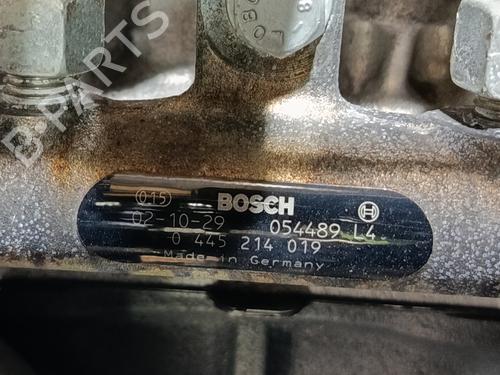 B-PARTS
015 BOSCH
02-10-29 054489 L4
0 445 214 019
Made in Germany